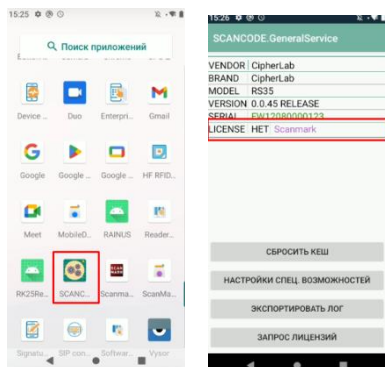 15:25
Поиск приложений
Device ... Duo Enterpri... Gmail
Google Google ... Google ... HF RFID...
Meet MobileD... RAINUS Reader...
RK25Re... SCANC... Scanma... ScanMa...
Signatu... SIP con... Softwar... Vysor
15:26
SCANCODE.GeneralService
VENDOR CipherLab
BRAND CipherLab
MODEL RS35
VERSION 0.0.45 RELEASE
SERIAL FW12080000123
LICENSE НЕТ Scanmark
СБРОСИТЬ КЕШ
НАСТРОЙКИ СПЕЦ. ВОЗМОЖНОСТЕЙ
ЭКСПОРТИРОВАТЬ ЛОГ
ЗАПРОС ЛИЦЕНЗИЙ